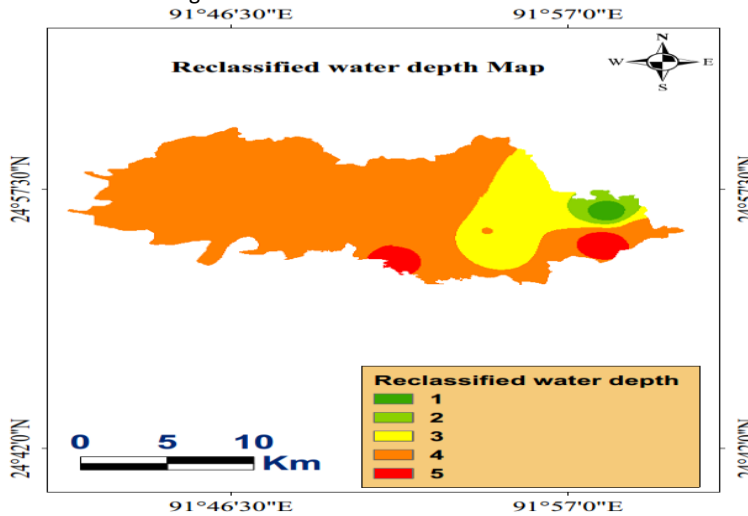 91°46'30"E 91°57'0"E
Reclassified water depth Map
N
W E
S
24°57'30"N 24°57'30"N
Reclassified water depth
1
2
3
4
5
0 5 10
Km
24°42'0"N 24°42'0"N
91°46'30"E 91°57'0"E